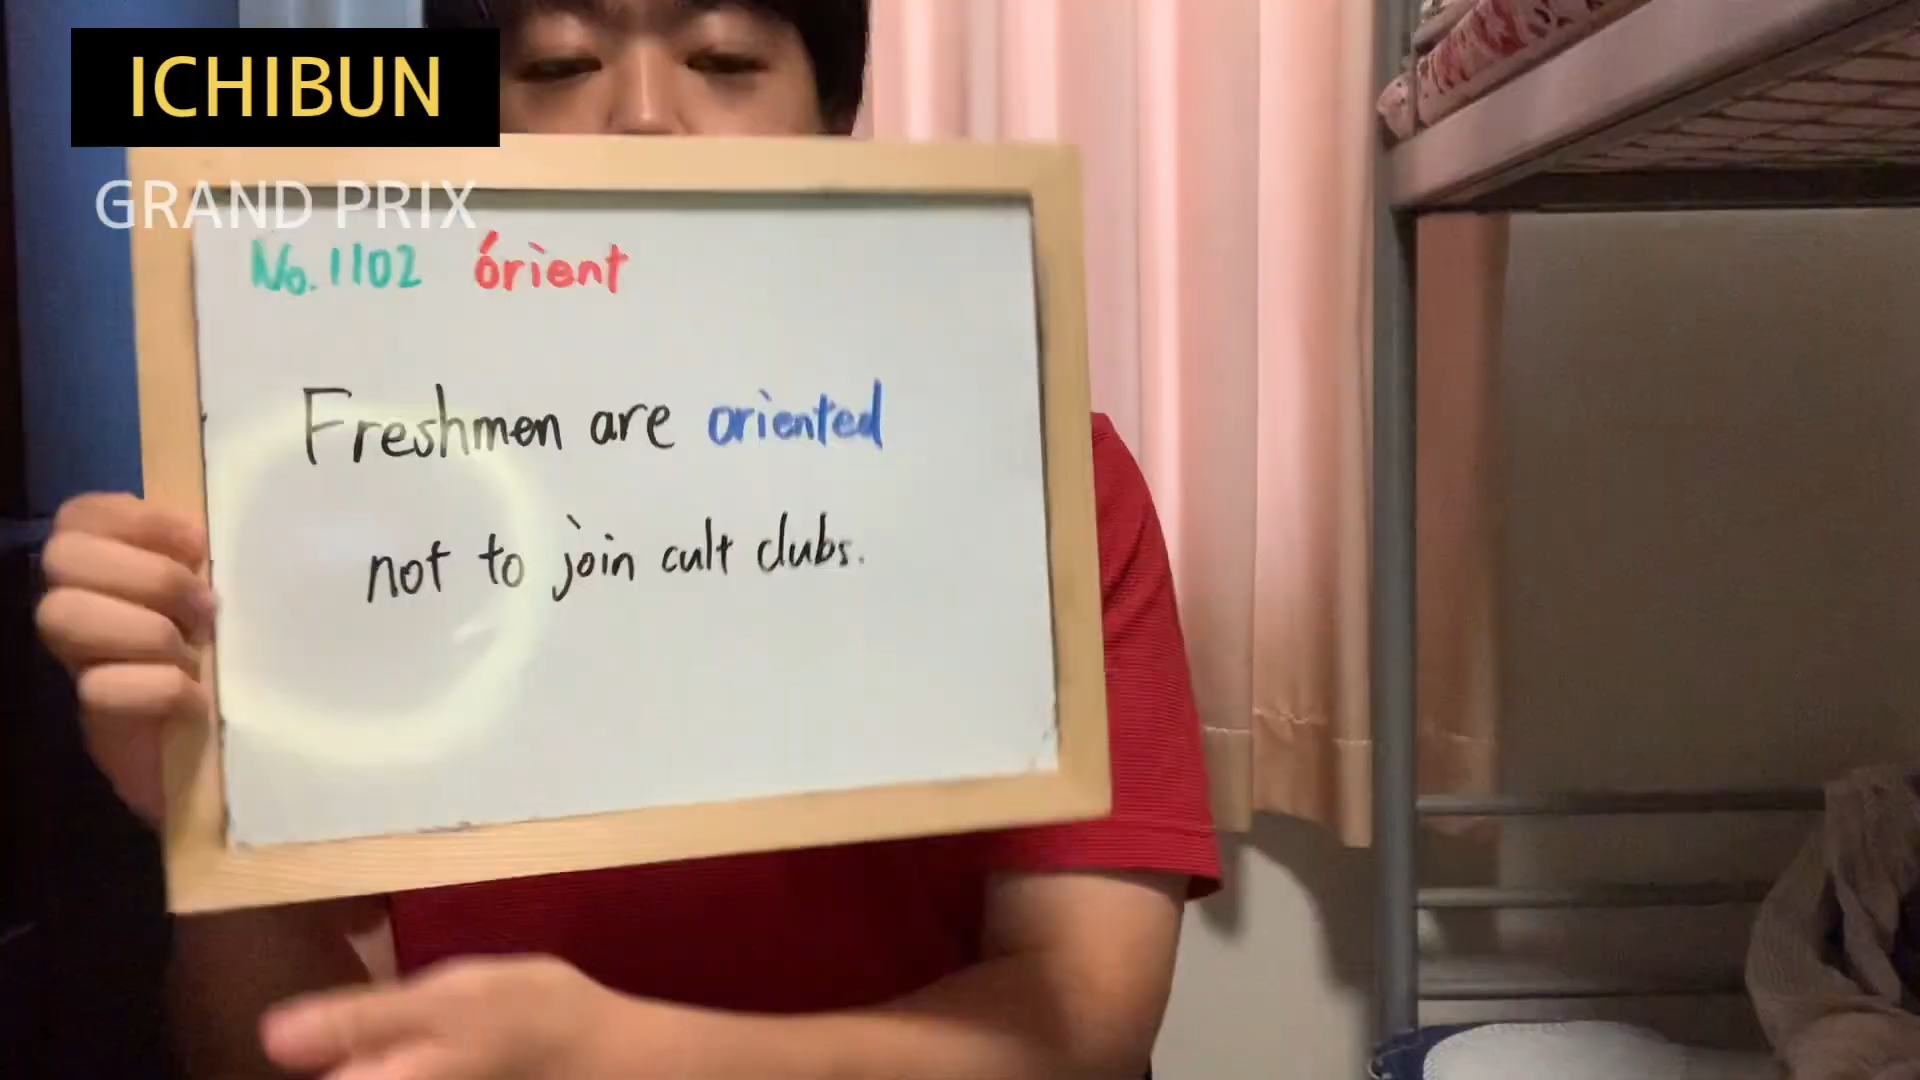 ICHIBUN
GRAND PRIX
No.1102 órient
Freshmen are oriented
not to join cult clubs.